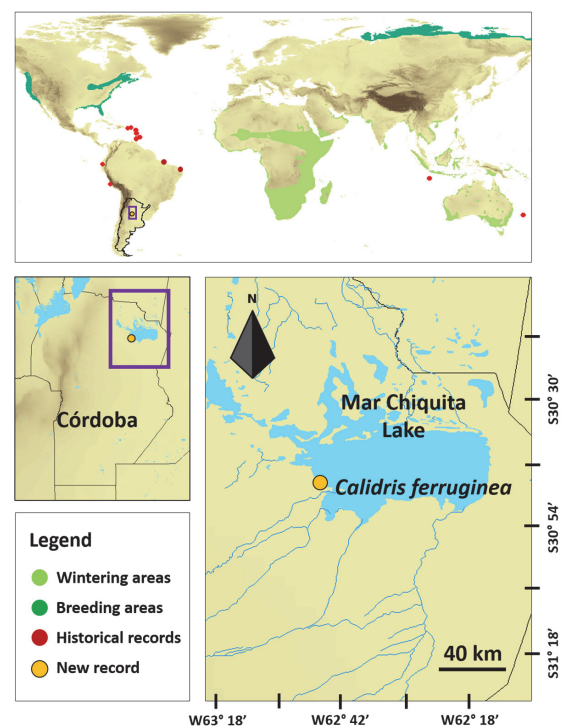 Córdoba
N
Mar Chiquita
Lake
Calidris ferruginea
40 km
S30° 30'
S30° 54'
S31° 18'
W63° 18'
W62° 42'
W62° 18'
Legend
Wintering areas
Breeding areas
Historical records
New record